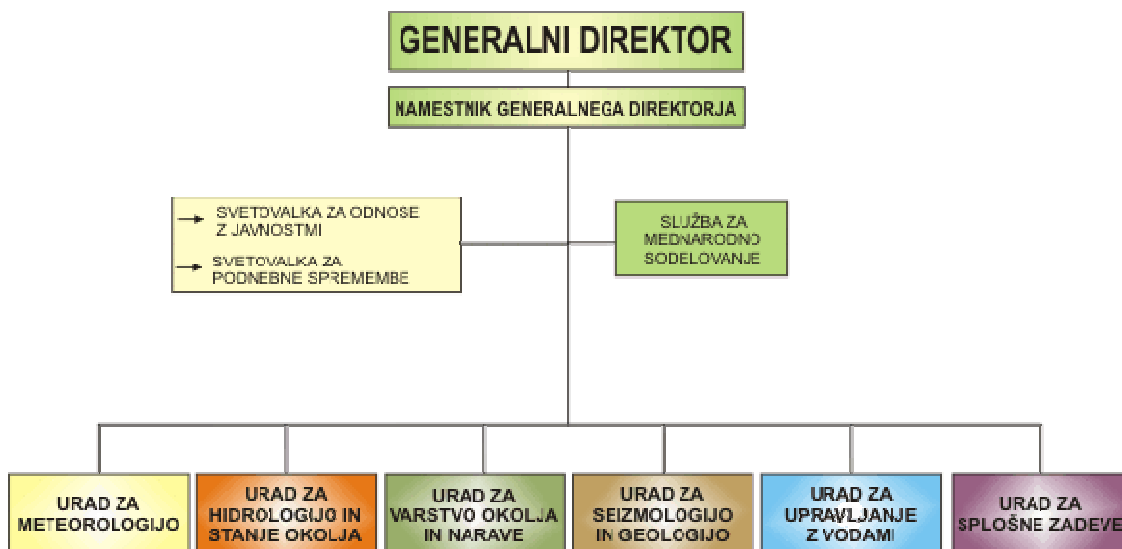 GENERALNI DIREKTOR
NAMESTNIK GENERALNEGA DIREKTORJA
SVETOVALKA ZA ODNOSE
Z JAVNOSTMI
SVETOVALKA ZA
PODNEBNE SPREMEMBE
SLUŽBA ZA
MEDNARODNO
SODELOVANJE
URAD ZA
METEOROLOGIJO
URAD ZA
HIDROLOGIJO IN
STANJE OKOLJA
URAD ZA
VARSTVO OKOLJA
IN NARAVE
URAD ZA
SEIZMOLOGIJO
IN GEOLOGIJO
URAD ZA
UPRAVLJANJE
Z VODAMI
URAD ZA
SPLOŠNE ZADEVE